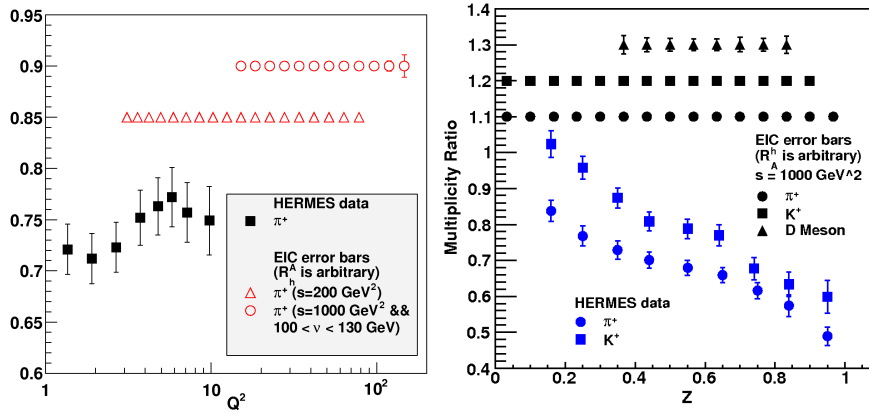 0.95
0.9
0.85
0.8
0.75
0.7
0.65
0.6
1
10
10²
Q²
HERMES data
π⁺
EIC error bars
(R^A_h is arbitrary)
π⁺ (s=200 GeV²)
π⁺ (s=1000 GeV² &&
100 < ν < 130 GeV)
Multiplicity Ratio
1.4
1.3
1.2
1.1
1
0.9
0.8
0.7
0.6
0.5
0.4
0
0.2
0.4
0.6
0.8
1
Z
EIC error bars
(R^h_A is arbitrary)
s = 1000 GeV^2
π⁺
K⁺
D Meson
HERMES data
π⁺
K⁺